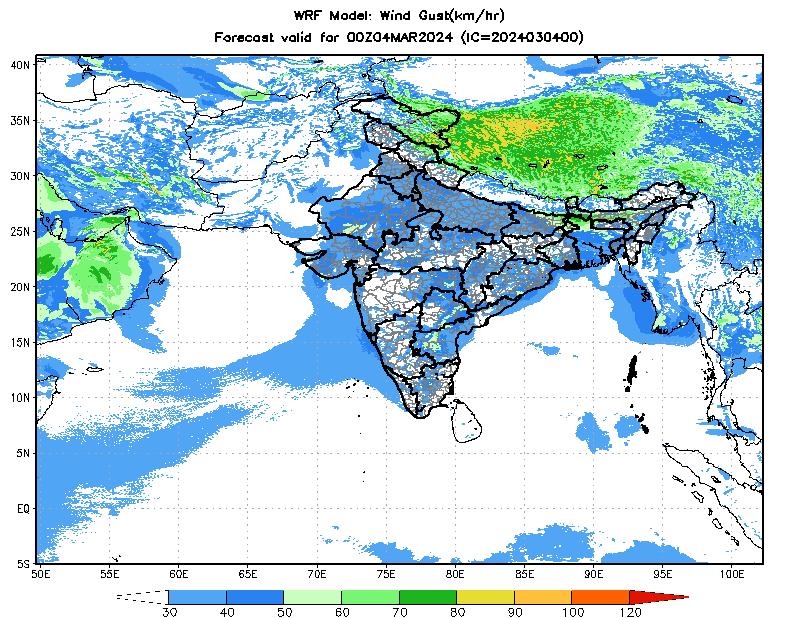 WRF Model: Wind Gust(km/hr)
Forecast valid for 00Z04MAR2024 (IC=2024030400)
40N
35N
30N
25N
20N
15N
10N
5N
EQ
5S
50E 55E 60E 65E 70E 75E 80E 85E 90E 95E 100E
30 40 50 60 70 80 90 100 120